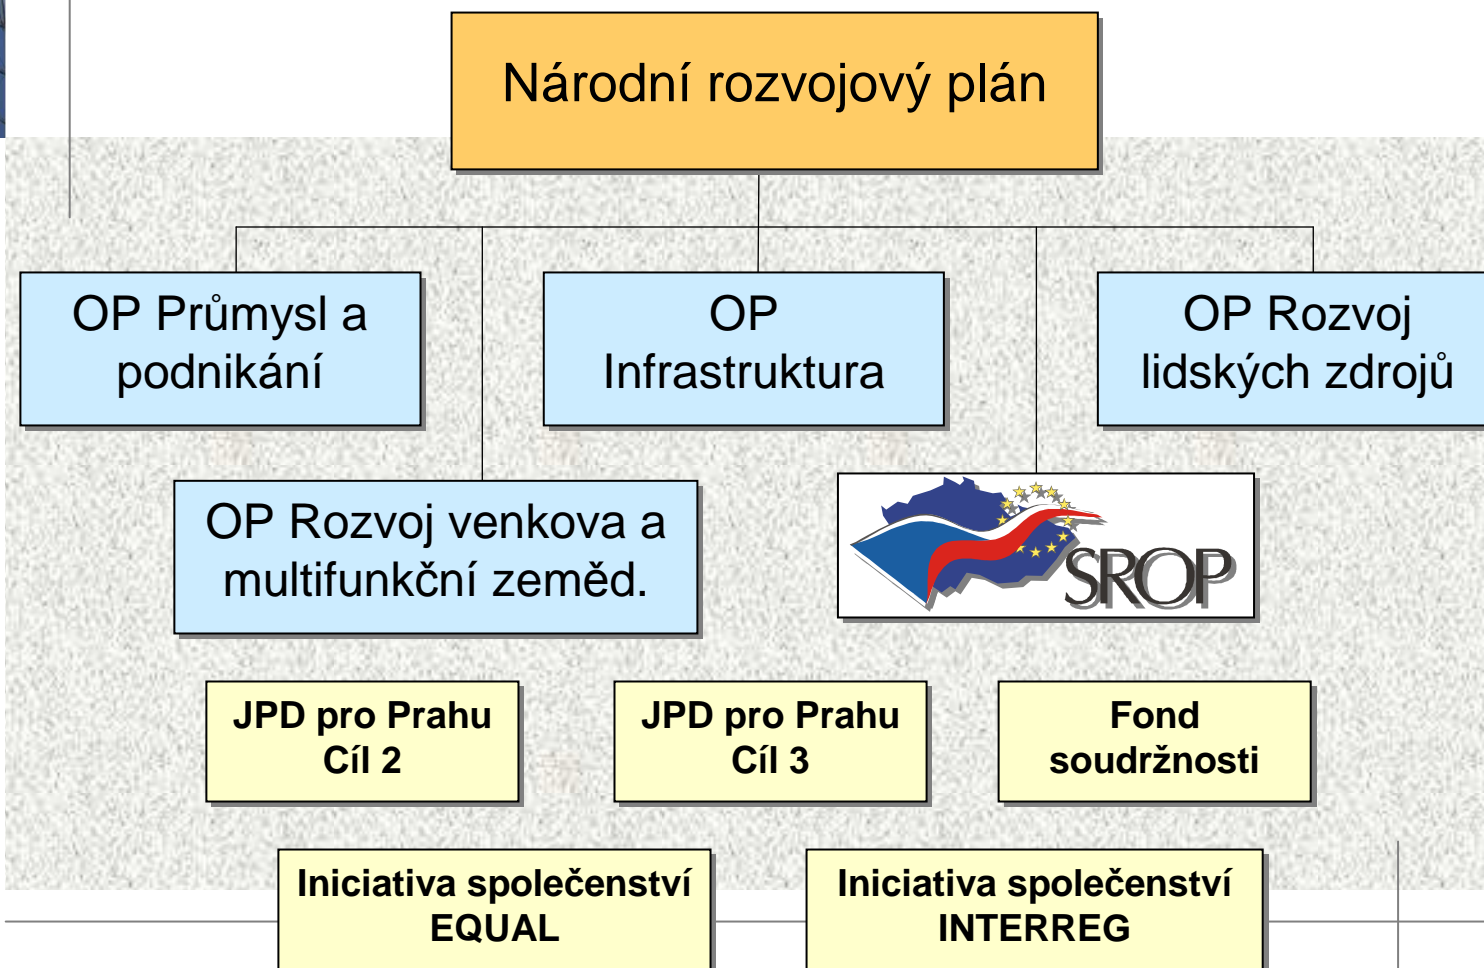 Národní rozvojový plán
OP Průmysl a
podnikání
OP
Infrastruktura
OP Rozvoj
lidských zdrojů
OP Rozvoj venkova a
multifunkční zeměd.
SROP
JPD pro Prahu
Cíl 2
JPD pro Prahu
Cíl 3
Fond
soudržnosti
Iniciativa společenství
EQUAL
Iniciativa společenství
INTERREG